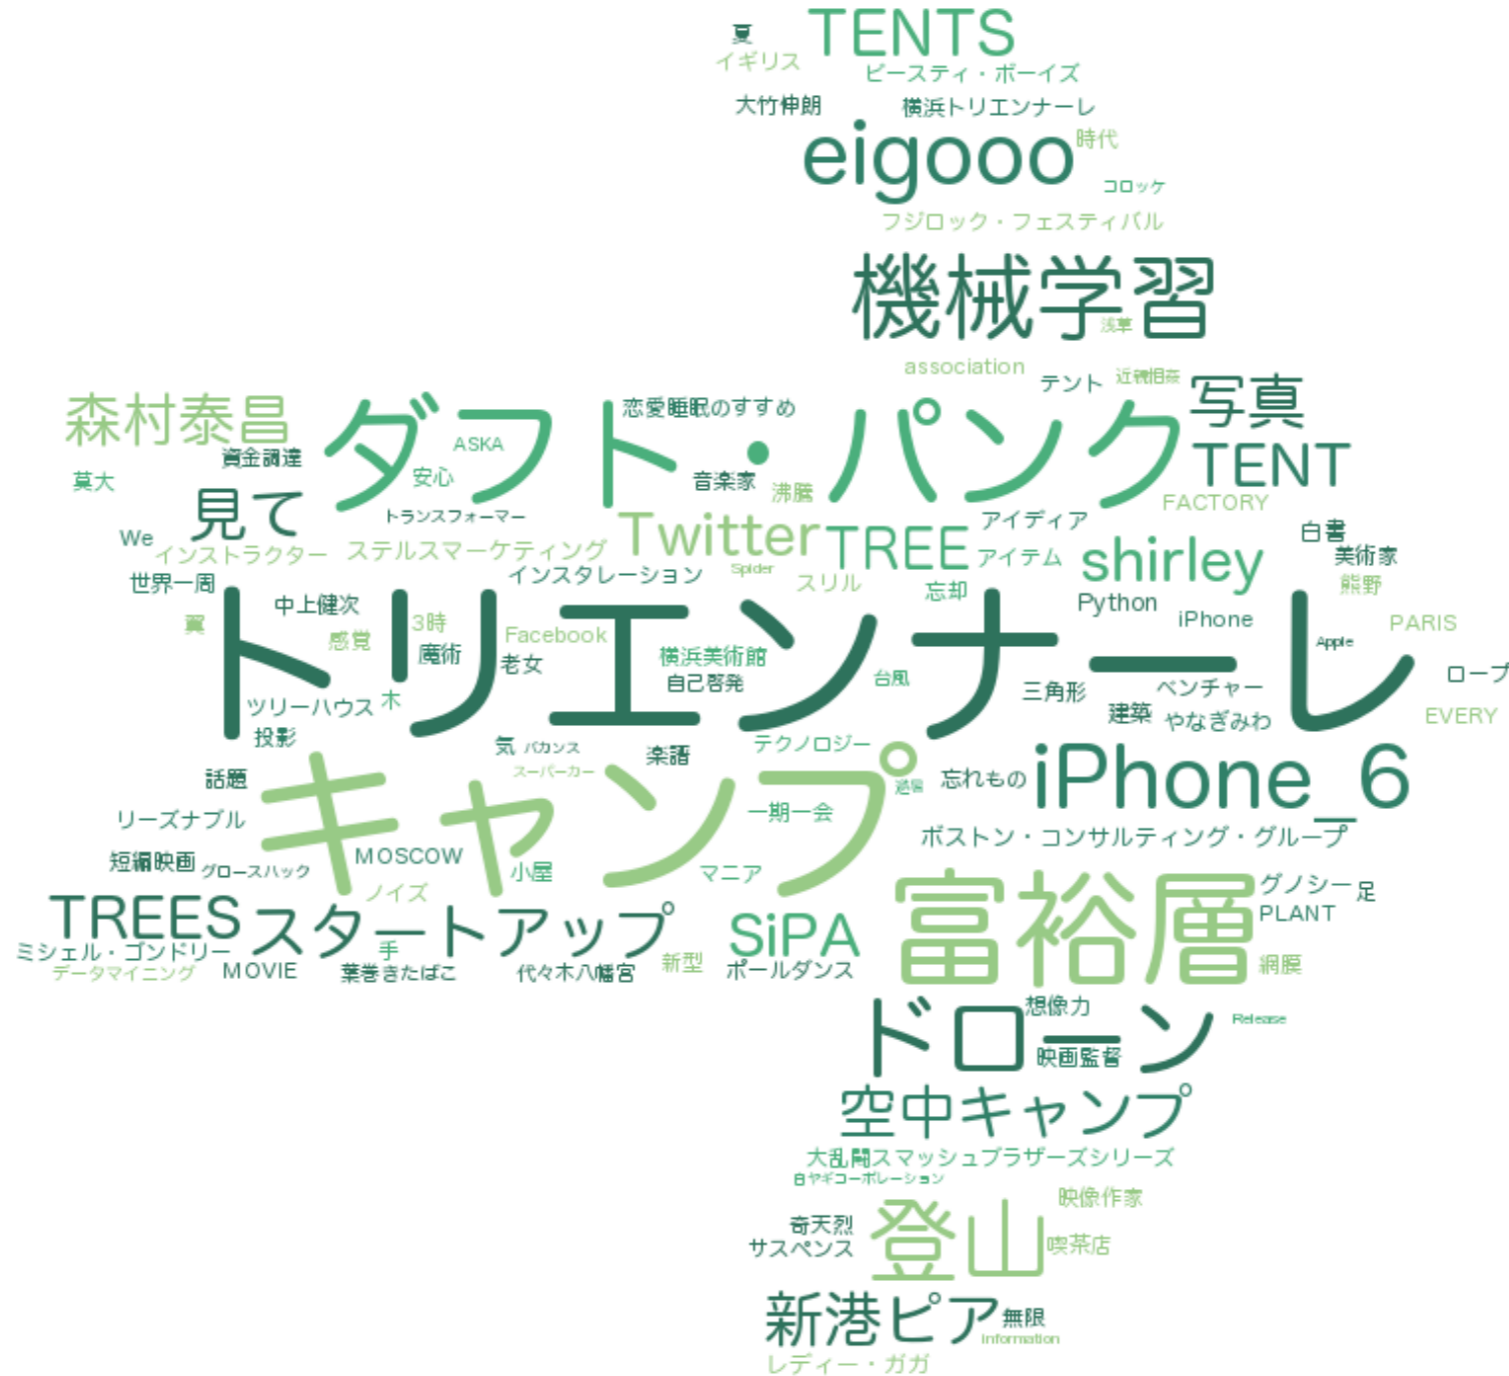 TENTS
夏
イギリス
ビースティ・ボーイズ
大竹伸朗
横浜トリエンナーレ
eigooo
時代
コロッケ
フジロック・フェスティバル
機械学習
浅草
association
テント
近親相姦
写真
森村泰昌
ダフト・パンク
恋愛睡眠のすすめ
ASKA
資金調達
安心
音楽家
沸騰
TENT
莫大
見て
トランスフォーマー
FACTORY
We
インストラクター
ステルスマーケティング
Twitter
TREE
アイディア
アイテム
shirley
白書
美術家
世界一周
インスタレーション
Spider
スリル
忘却
熊野
翼
中上健次
3時
感覚
魔術
トリエンナーレ
Facebook
老女
横浜美術館
自己啓発
Python
iPhone
PARIS
Apple
台風
三角形
ベンチャー
ロープ
ツリーハウス
木
建築
やなぎみわ
EVERY
投影
気
バカンス
楽譜
テクノロジー
話題
スーパーカー
キャンプ
忘れもの
iPhone_6
リーズナブル
一期一会
ボストン・コンサルティング・グループ
短編映画
グロースハック
MOSCOW
小屋
マニア
ノイズ
富裕層
グノシー
足
TREES
スタートアップ
SiPA
PLANT
ミシェル・ゴンドリー
手
データマイニング
MOVIE
葉巻きたばこ
代々木八幡宮
新型
ポールダンス
網膜
ドローン
想像力
Release
映画監督
空中キャンプ
大乱闘スマッシュブラザーズシリーズ
白ヤギコーポレーション
映像作家
奇天烈
登山
サスペンス
喫茶店
新港ピア
無限
information
レディー・ガガ